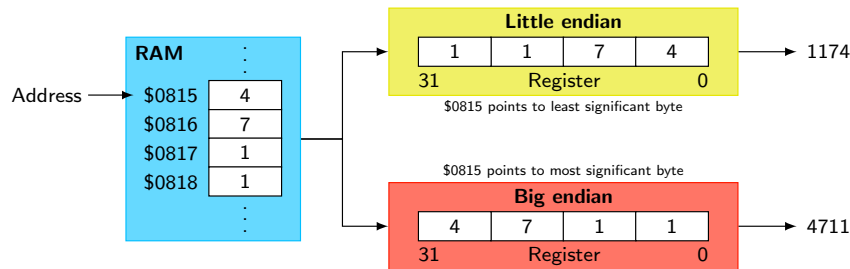 RAM
Address
$0815 4
$0816 7
$0817 1
$0818 1
Little endian
1 1 7 4
31 Register 0
$0815 points to least significant byte
1174
$0815 points to most significant byte
Big endian
4 7 1 1
31 Register 0
4711